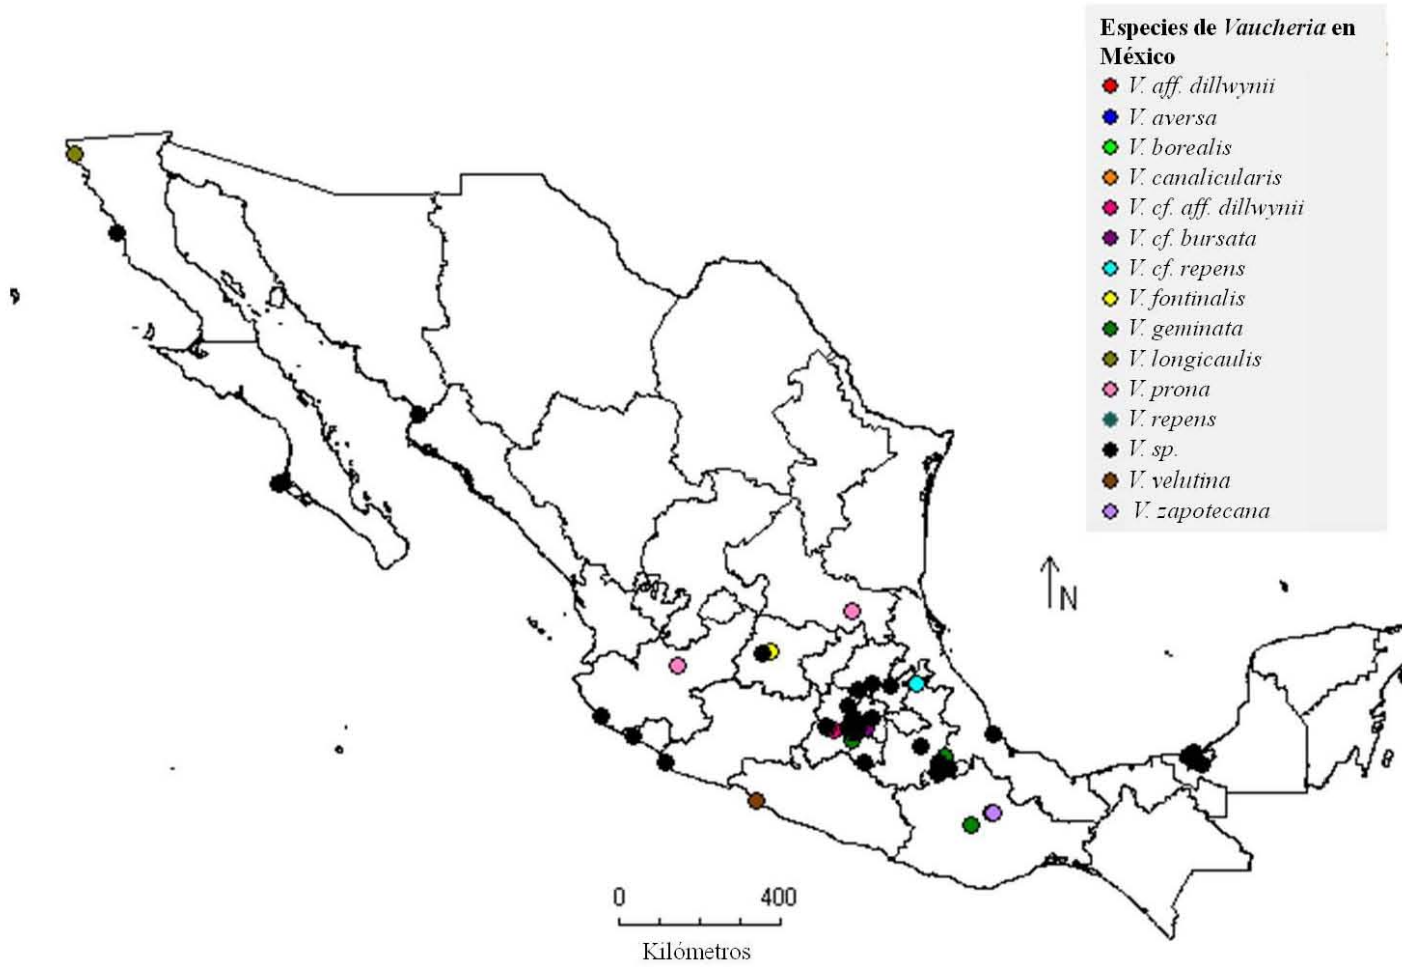 Especies de Vaucheria en
México
V. aff. dillwynii
V. aversa
V. borealis
V. canalicularis
V. cf. aff. dillwynii
V. cf. bursata
V. cf. repens
V. fontinalis
V. geminata
V. longicaulis
V. prona
V. repens
V. sp.
V. velutina
V. zapotecana
N
0 400
Kilómetros